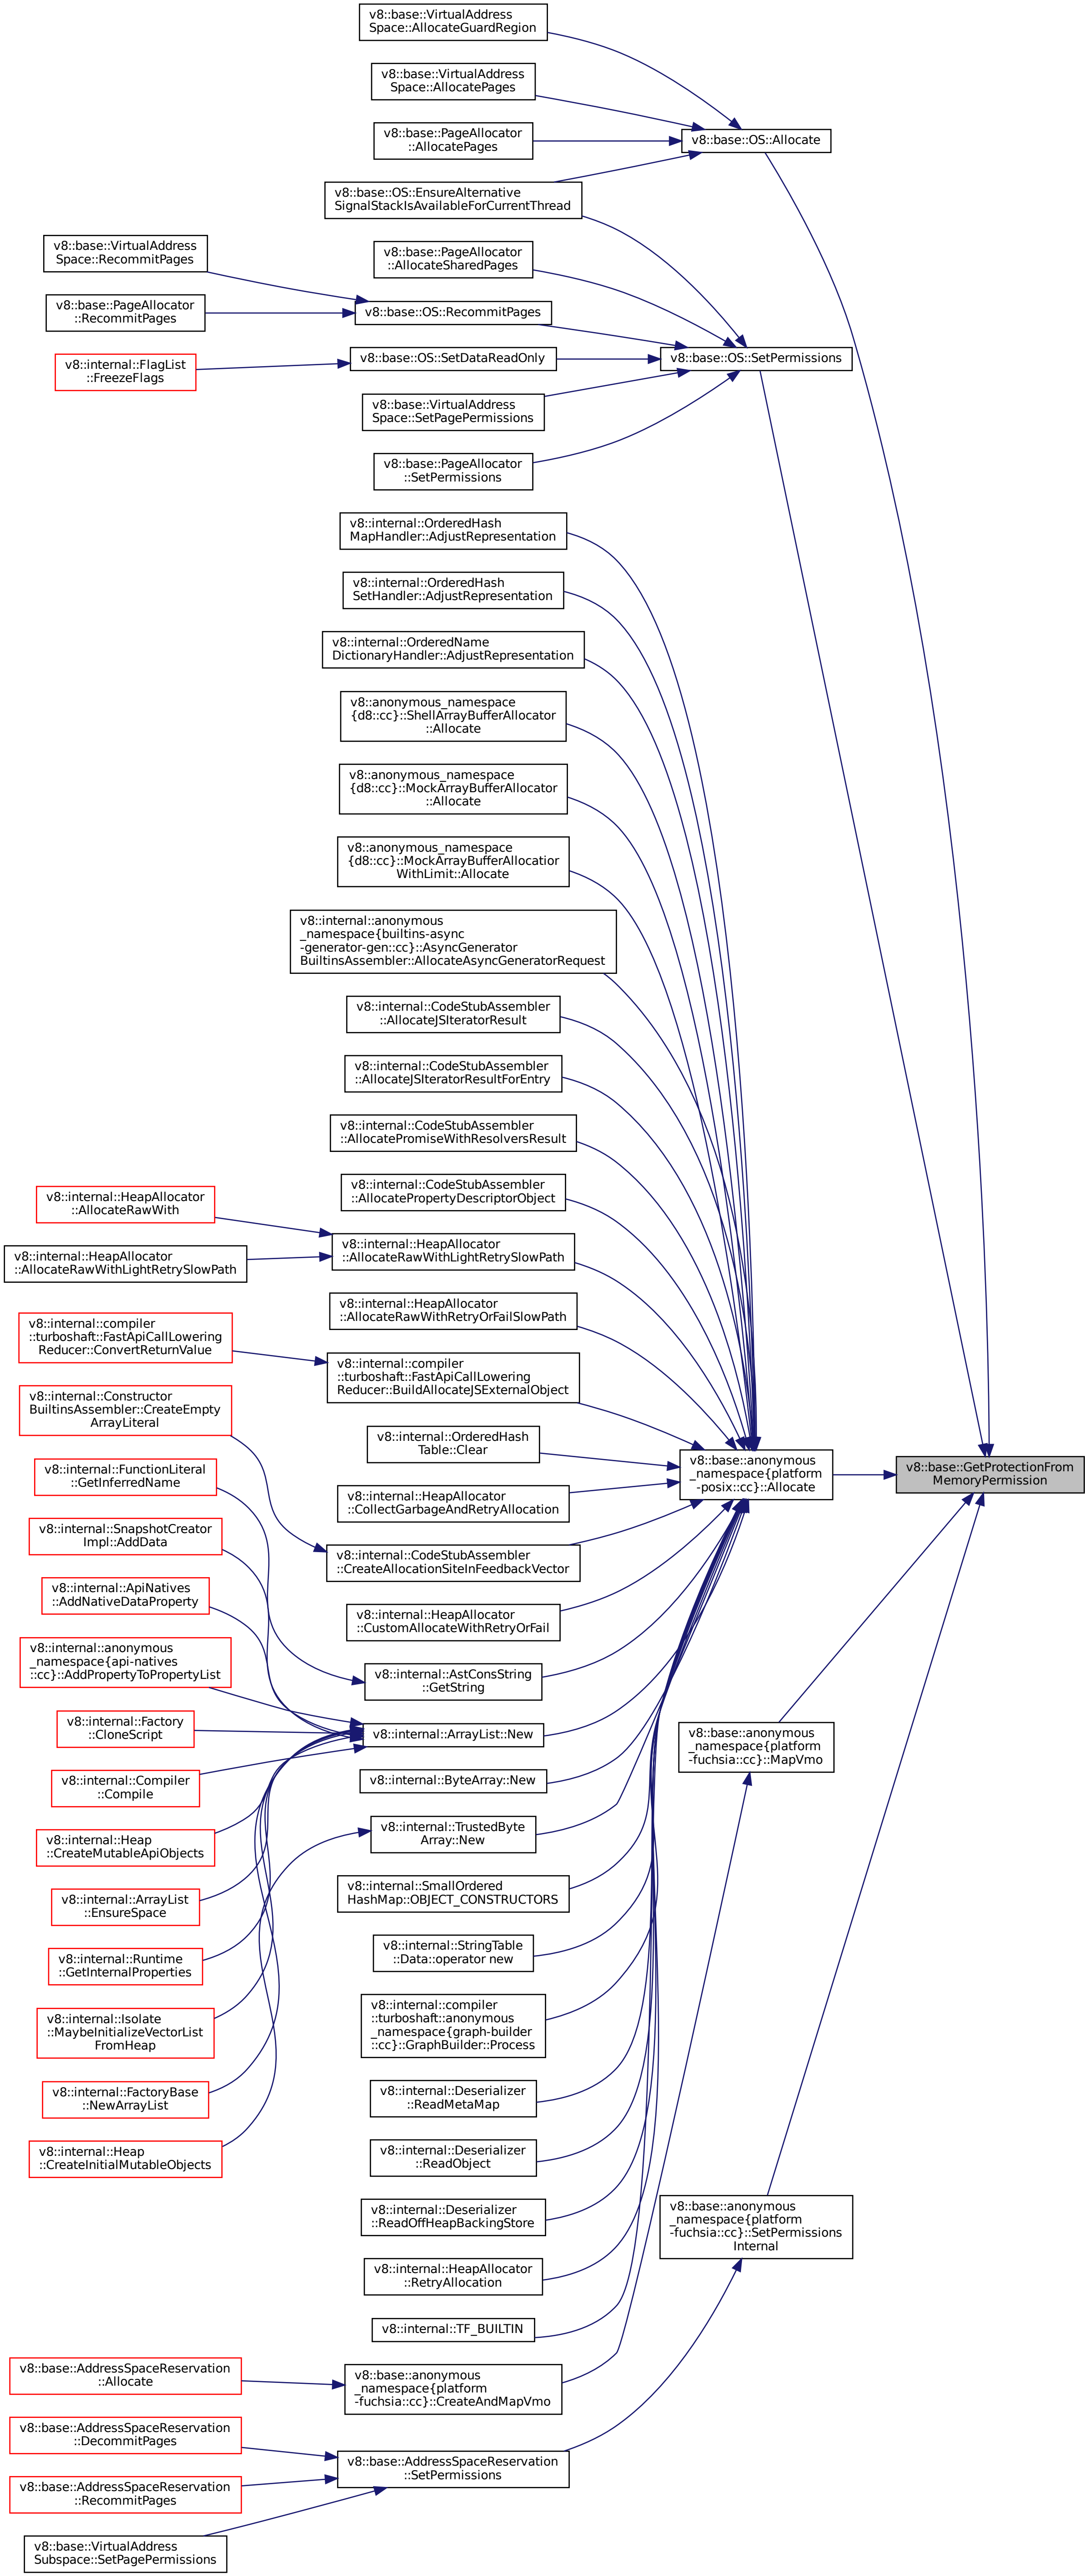 v8::base::VirtualAddress
Space::AllocateGuardRegion
v8::base::VirtualAddress
Space::AllocatePages
v8::base::OS::Allocate
v8::base::PageAllocator
::AllocatePages
v8::base::OS::EnsureAlternative
SignalStackIsAvailableForCurrentThread
v8::base::VirtualAddress
Space::RecommitPages
v8::base::PageAllocator
::AllocateSharedPages
v8::base::PageAllocator
::RecommitPages
v8::base::OS::RecommitPages
v8::internal::FlagList
::FreezeFlags
v8::base::OS::SetDataReadOnly
v8::base::OS::SetPermissions
v8::base::VirtualAddress
Space::SetPagePermissions
v8::base::PageAllocator
::SetPermissions
v8::internal::OrderedHash
MapHandler::AdjustRepresentation
v8::internal::OrderedHash
SetHandler::AdjustRepresentation
v8::internal::OrderedName
DictionaryHandler::AdjustRepresentation
v8::anonymous_namespace
{d8::cc}::ShellArrayBufferAllocator
::Allocate
v8::anonymous_namespace
{d8::cc}::MockArrayBufferAllocator
::Allocate
v8::anonymous_namespace
{d8::cc}::MockArrayBufferAllocatior
WithLimit::Allocate
v8::internal::anonymous
_namespace{builtins-async
-generator-gen::cc}::AsyncGenerator
BuiltinsAssembler::AllocateAsyncGeneratorRequest
v8::internal::CodeStubAssembler
::AllocateJSIteratorResult
v8::internal::CodeStubAssembler
::AllocateJSIteratorResultForEntry
v8::internal::CodeStubAssembler
::AllocatePromiseWithResolversResult
v8::internal::CodeStubAssembler
::AllocatePropertyDescriptorObject
v8::internal::HeapAllocator
::AllocateRawWith
v8::internal::HeapAllocator
::AllocateRawWithLightRetrySlowPath
v8::internal::HeapAllocator
::AllocateRawWithLightRetrySlowPath
v8::internal::HeapAllocator
::AllocateRawWithRetryOrFailSlowPath
v8::internal::compiler
::turboshaft::FastApiCallLowering
Reducer::ConvertReturnValue
v8::internal::compiler
::turboshaft::FastApiCallLowering
Reducer::BuildAllocateJSExternalObject
v8::internal::Constructor
BuiltinsAssembler::CreateEmpty
ArrayLiteral
v8::internal::OrderedHash
Table::Clear
v8::internal::FunctionLiteral
::GetInferredName
v8::internal::HeapAllocator
::CollectGarbageAndRetryAllocation
v8::base::anonymous
_namespace{platform
-posix::cc}::Allocate
v8::base::GetProtectionFrom
MemoryPermission
v8::internal::SnapshotCreator
Impl::AddData
v8::internal::CodeStubAssembler
::CreateAllocationSiteInFeedbackVector
v8::internal::ApiNatives
::AddNativeDataProperty
v8::internal::HeapAllocator
::CustomAllocateWithRetryOrFail
v8::internal::anonymous
_namespace{api-natives
::cc}::AddPropertyToPropertyList
v8::internal::AstConsString
::GetString
v8::internal::Factory
::CloneScript
v8::internal::ArrayList::New
v8::base::anonymous
_namespace{platform
-fuchsia::cc}::MapVmo
v8::internal::Compiler
::Compile
v8::internal::ByteArray::New
v8::internal::Heap
::CreateMutableApiObjects
v8::internal::TrustedByte
Array::New
v8::internal::ArrayList
::EnsureSpace
v8::internal::SmallOrdered
HashMap::OBJECT_CONSTRUCTORS
v8::internal::Runtime
::GetInternalProperties
v8::internal::StringTable
::Data::operator new
v8::internal::Isolate
::MaybeInitializeVectorList
FromHeap
v8::internal::compiler
::turboshaft::anonymous
_namespace{graph-builder
::cc}::GraphBuilder::Process
v8::internal::FactoryBase
::NewArrayList
v8::internal::Deserializer
::ReadMetaMap
v8::internal::Heap
::CreateInitialMutableObjects
v8::internal::Deserializer
::ReadObject
v8::internal::Deserializer
::ReadOffHeapBackingStore
v8::base::anonymous
_namespace{platform
-fuchsia::cc}::SetPermissions
Internal
v8::internal::HeapAllocator
::RetryAllocation
v8::internal::TF_BUILTIN
v8::base::AddressSpaceReservation
::Allocate
v8::base::anonymous
_namespace{platform
-fuchsia::cc}::CreateAndMapVmo
v8::base::AddressSpaceReservation
::DecommitPages
v8::base::AddressSpaceReservation
::SetPermissions
v8::base::AddressSpaceReservation
::RecommitPages
v8::base::VirtualAddress
Subspace::SetPagePermissions